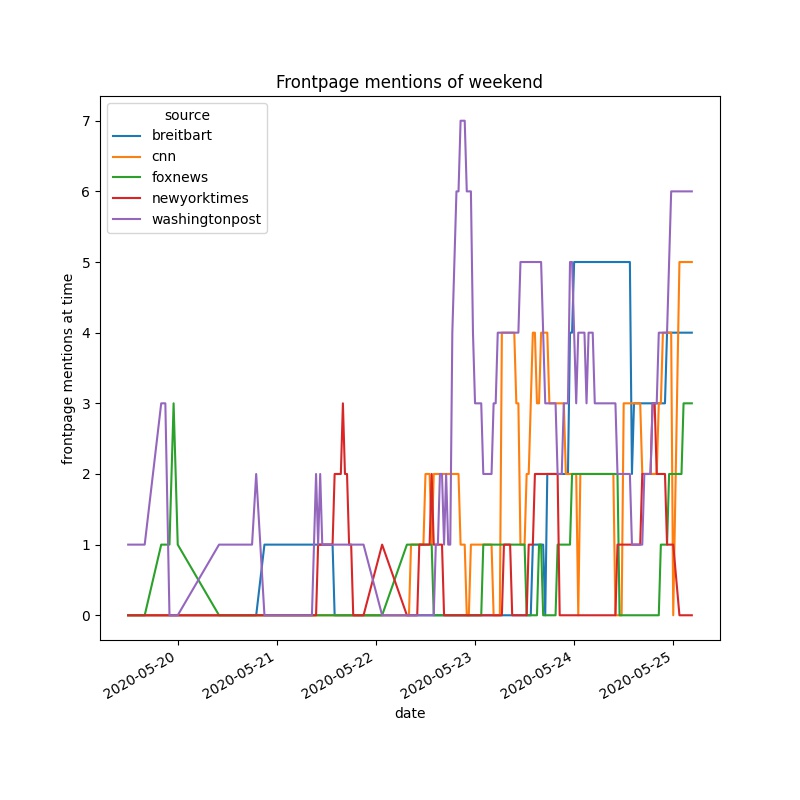 Frontpage mentions of weekend
source
breitbart
cnn
foxnews
newyorktimes
washingtonpost
7
6
5
4
3
2
1
0
frontpage mentions at time
2020-05-20
2020-05-21
2020-05-22
2020-05-23
2020-05-24
2020-05-25
date